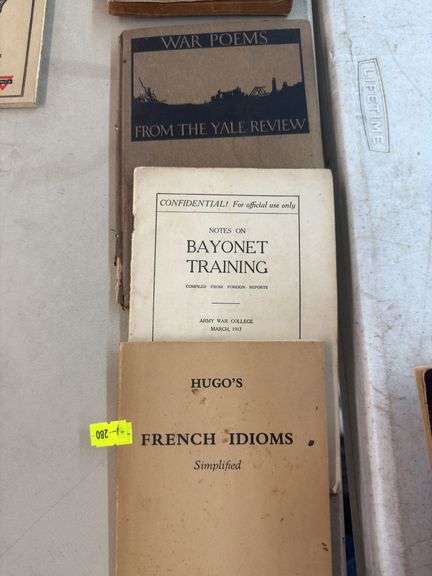 WAR POEMS
FROM THE YALE REVIEW
LIFETIME
CONFIDENTIAL! For official use only
NOTES ON
BAYONET
TRAINING
COMPILED FROM FOREIGN REPORTS
ARMY WAR COLLEGE
MARCH, 1917
HUGO'S
FRENCH IDIOMS
Simplified
280